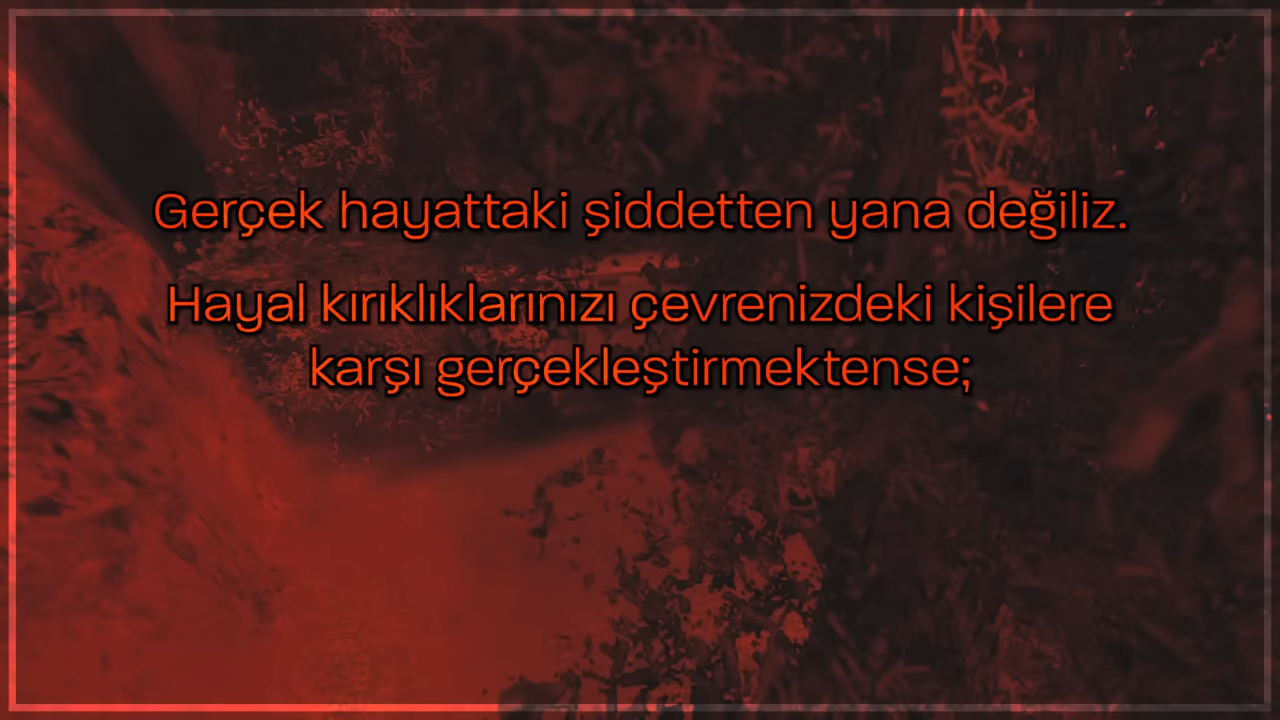 Gerçek hayattaki şiddetten yana değiliz.
Hayal kırıklıklarınızı çevrenizdeki kişilere
karşı gerçekleştirmektense;